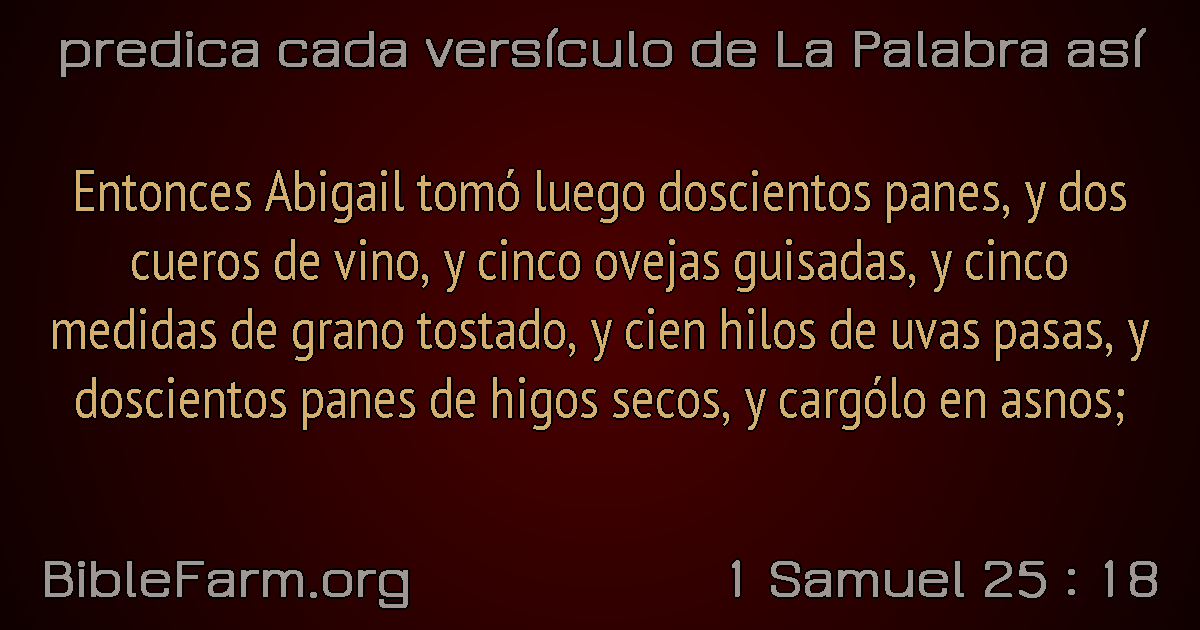 predica cada versículo de La Palabra así
Entonces Abigail tomó luego doscientos panes, y dos
cueros de vino, y cinco ovejas guisadas, y cinco
medidas de grano tostado, y cien hilos de uvas pasas, y
doscientos panes de higos secos, y cargólo en asnos;
BibleFarm.org
1 Samuel 25 : 18